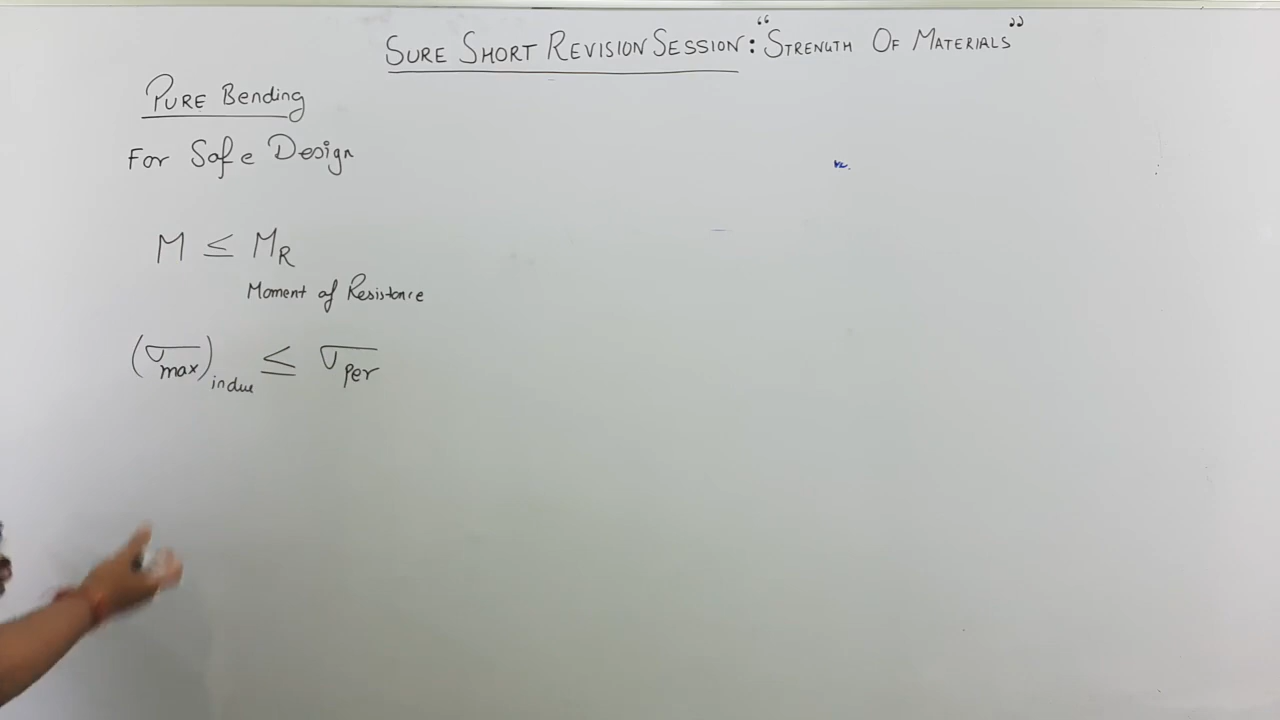 SURE SHORT REVISION SESSION: "STRENGTH OF MATERIALS"
PURE Bending
For Safe Design
M ≤ M_R
Moment of Resistance
(σ_max)_indu ≤ σ_per